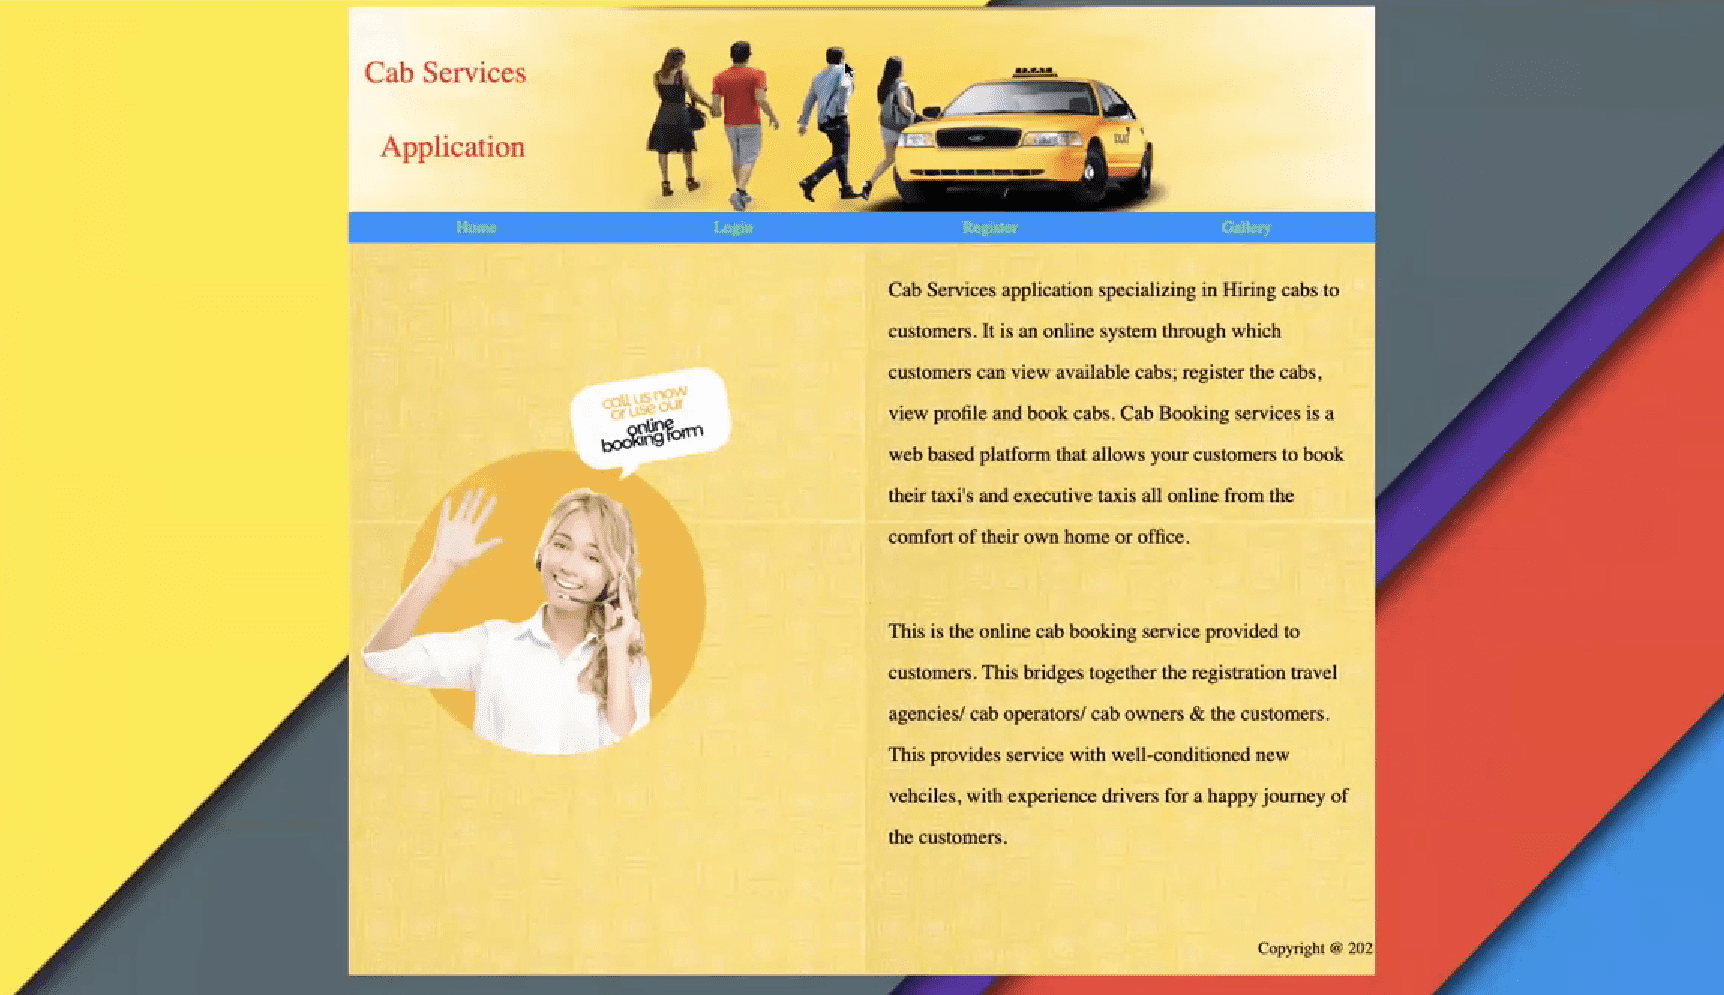 Cab Services
Application
Home Login Register Gallery
call us now
or use our
online
booking form
Cab Services application specializing in Hiring cabs to
customers. It is an online system through which
customers can view available cabs; register the cabs,
view profile and book cabs. Cab Booking services is a
web based platform that allows your customers to book
their taxi's and executive taxis all online from the
comfort of their own home or office.
This is the online cab booking service provided to
customers. This bridges together the registration travel
agencies/ cab operators/ cab owners & the customers.
This provides service with well-conditioned new
vehciles, with experience drivers for a happy journey of
the customers.
Copyright @ 202